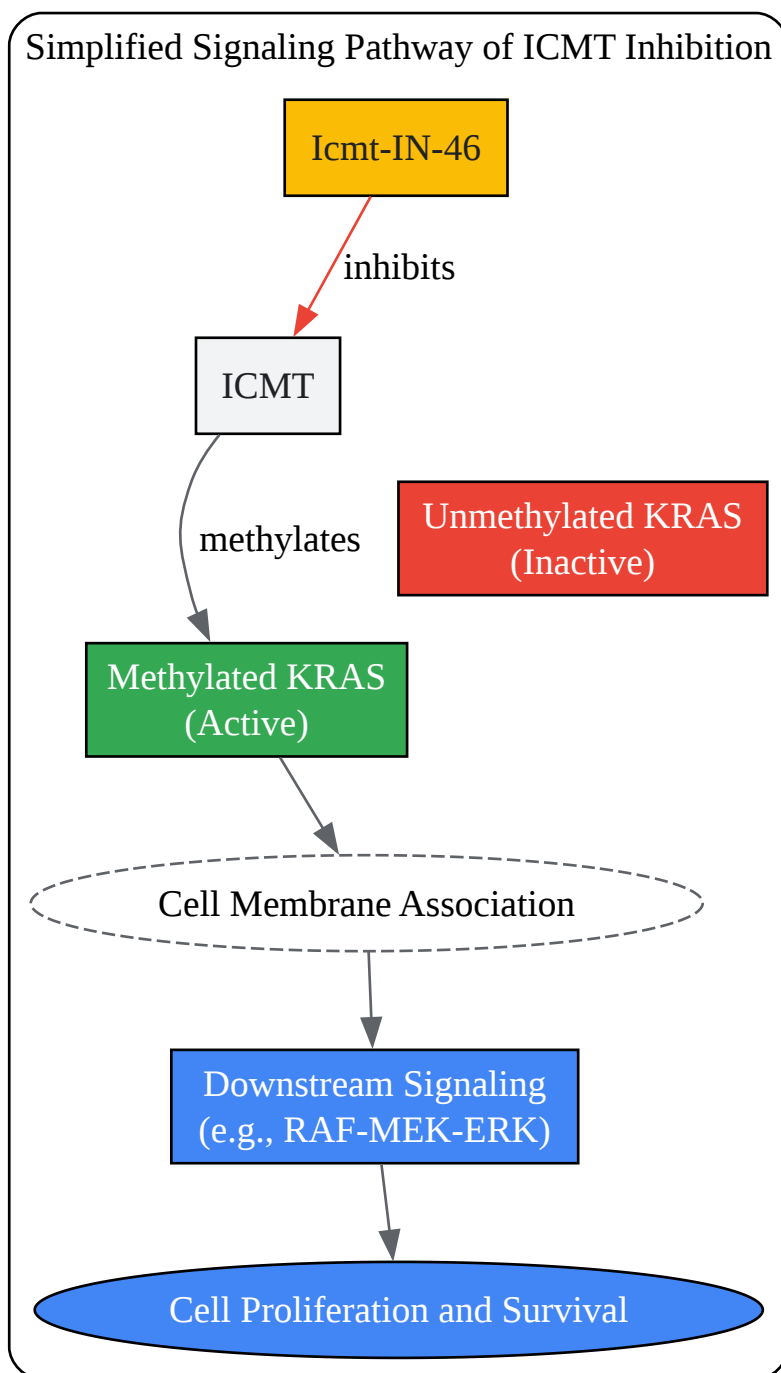 Simplified Signaling Pathway of ICMT Inhibition
Icmt-IN-46
inhibits
ICMT
Unmethylated KRAS
(Inactive)
methylates
Methylated KRAS
(Active)
Cell Membrane Association
Downstream Signaling
(e.g., RAF-MEK-ERK)
Cell Proliferation and Survival